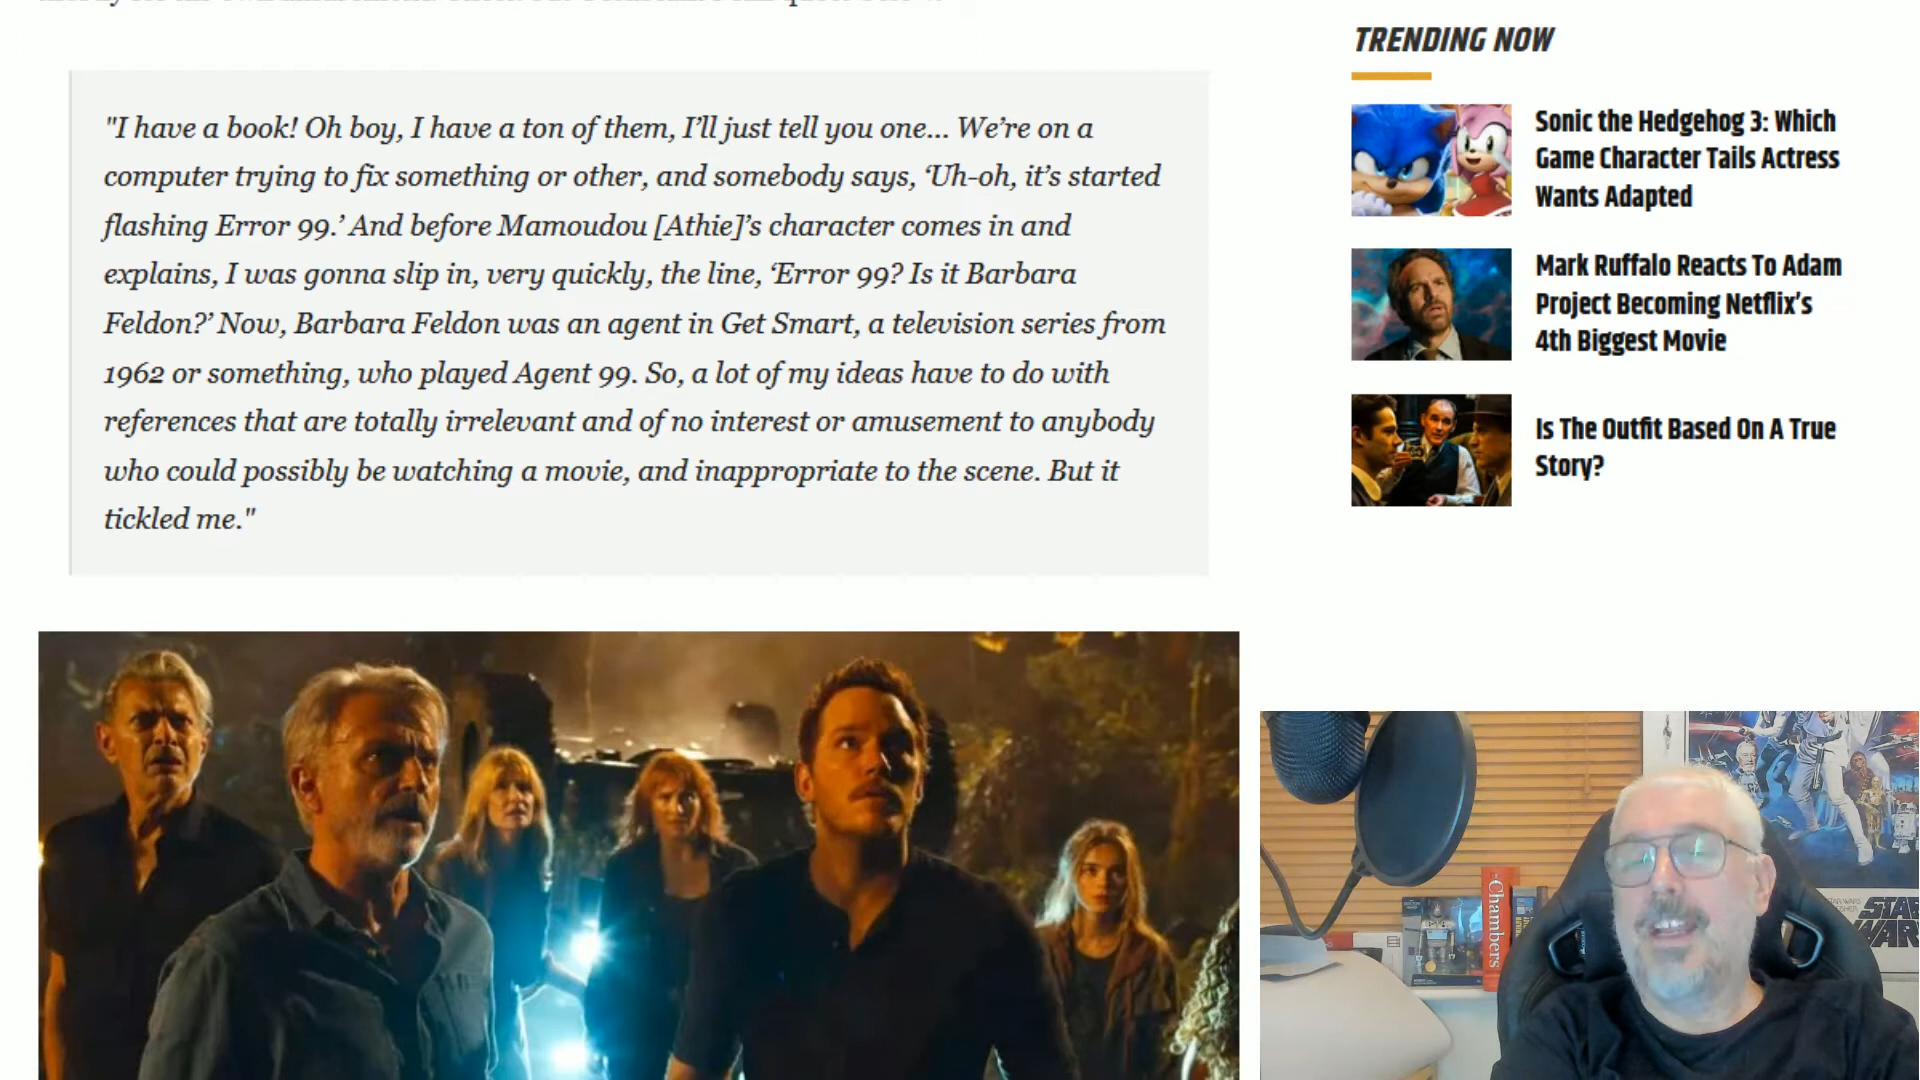 "I have a book! Oh boy, I have a ton of them, I'll just tell you one... We're on a
computer trying to fix something or other, and somebody says, 'Uh-oh, it's started
flashing Error 99.' And before Mamoudou [Athie]'s character comes in and
explains, I was gonna slip in, very quickly, the line, 'Error 99? Is it Barbara
Feldon?' Now, Barbara Feldon was an agent in Get Smart, a television series from
1962 or something, who played Agent 99. So, a lot of my ideas have to do with
references that are totally irrelevant and of no interest or amusement to anybody
who could possibly be watching a movie, and inappropriate to the scene. But it
tickled me."
TRENDING NOW
Sonic the Hedgehog 3: Which
Game Character Tails Actress
Wants Adapted
Mark Ruffalo Reacts To Adam
Project Becoming Netflix's
4th Biggest Movie
Is The Outfit Based On A True
Story?
Chambers
STAR
WARS